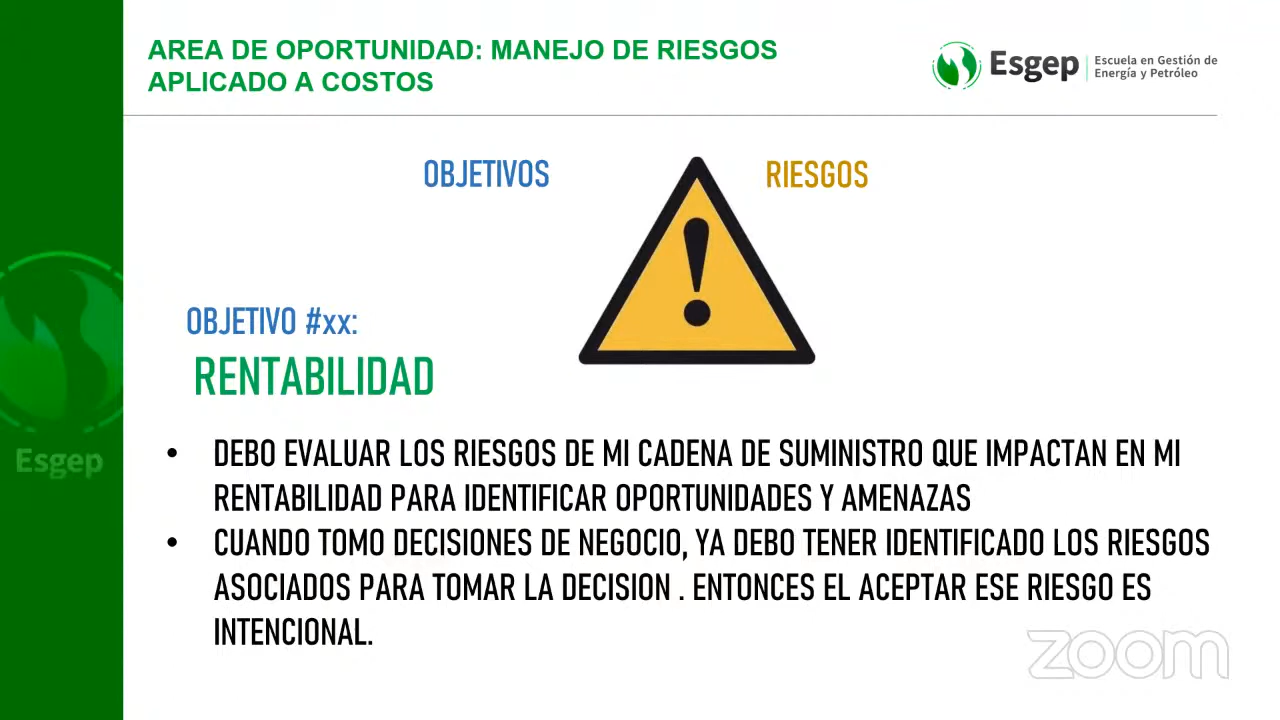 AREA DE OPORTUNIDAD: MANEJO DE RIESGOS
APLICADO A COSTOS
Esgep
Escuela en Gestión de
Energía y Petróleo
OBJETIVOS
RIESGOS
OBJETIVO #xx:
RENTABILIDAD
Esgep
• DEBO EVALUAR LOS RIESGOS DE MI CADENA DE SUMINISTRO QUE IMPACTAN EN MI
RENTABILIDAD PARA IDENTIFICAR OPORTUNIDADES Y AMENAZAS
• CUANDO TOMO DECISIONES DE NEGOCIO, YA DEBO TENER IDENTIFICADO LOS RIESGOS
ASOCIADOS PARA TOMAR LA DECISION . ENTONCES EL ACEPTAR ESE RIESGO ES
INTENCIONAL.
zoom